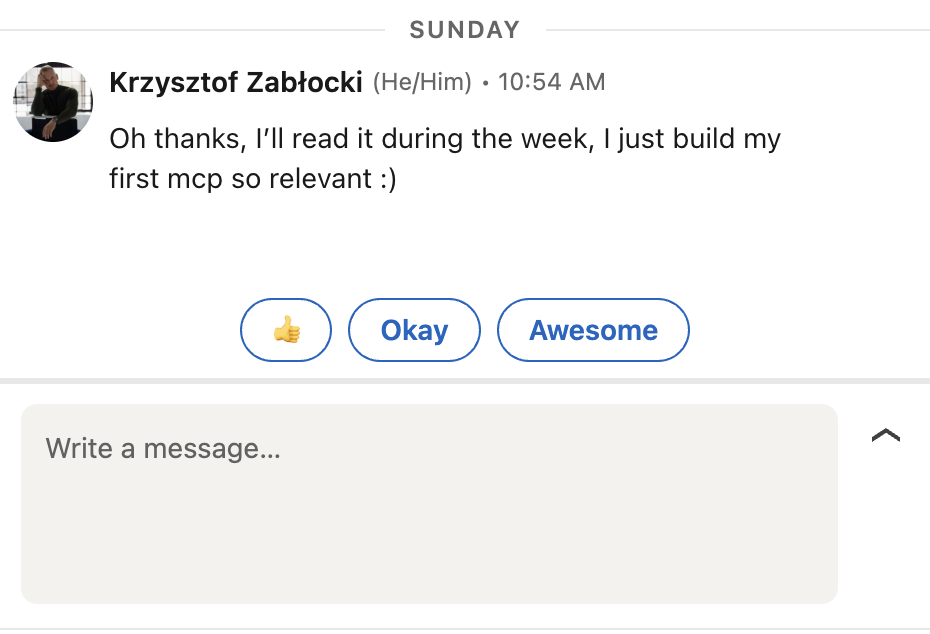 SUNDAY
Krzysztof Zabłocki (He/Him) • 10:54 AM
Oh thanks, I’ll read it during the week, I just build my
first mcp so relevant :)
👍 Okay Awesome
Write a message...